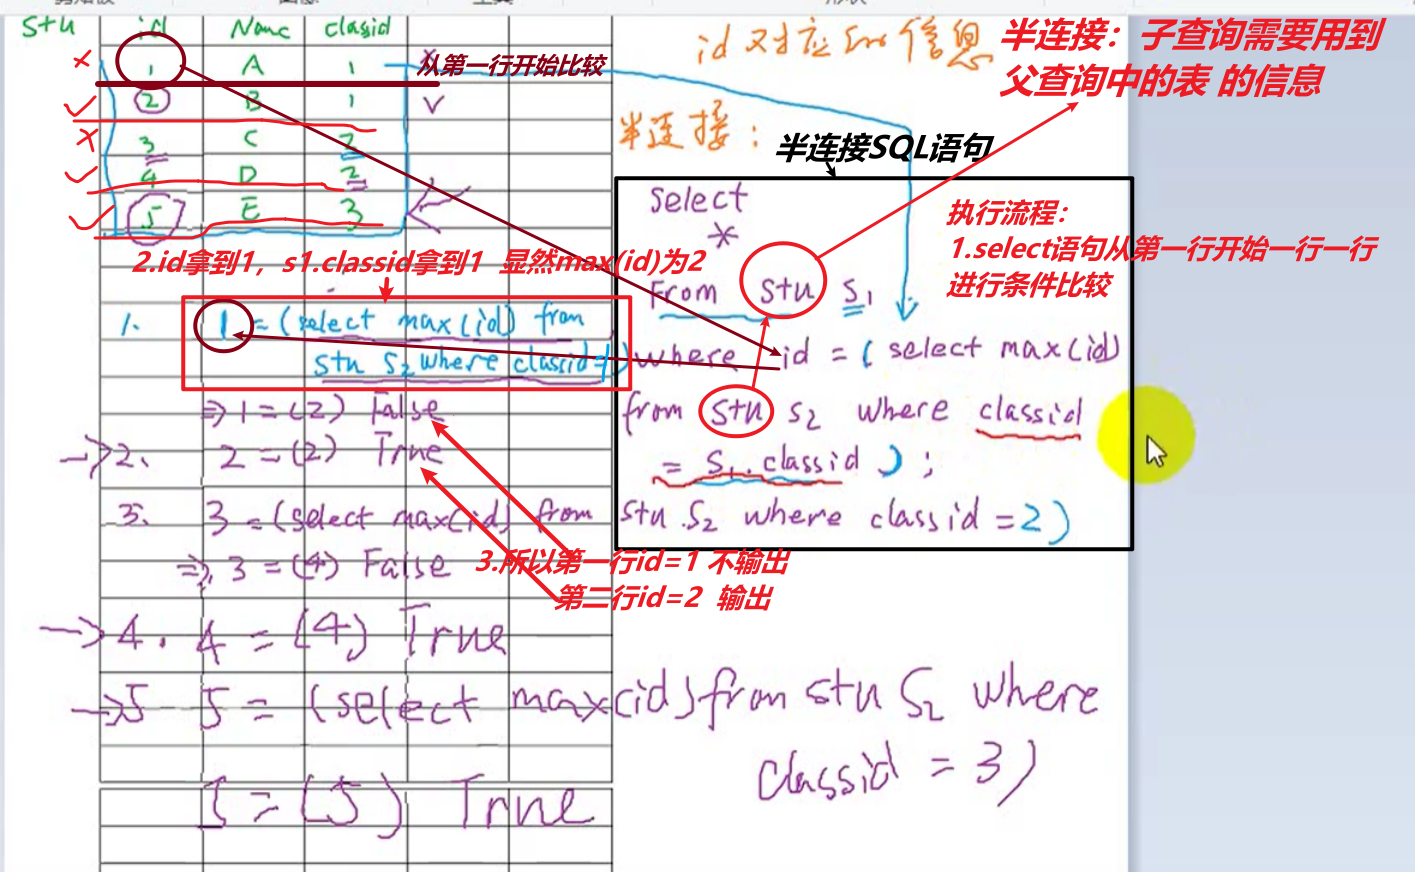 stu id Name classid
× 1 A 1 从第一行开始比较
2 B 1 v
× 3 C 2
4 D 2
5 E 3
id对应的信息
半连接：子查询需要用到
父查询中的表 的信息
半连接：
半连接SQL语句
select
*
From stu s1
where id = ( select max(id)
from stu s2 where classid
= s1.classid ) ;
执行流程：
1.select语句从第一行开始一行一行
进行条件比较
2.id拿到1，s1.classid拿到1 显然max(id)为2
1. 1 = (select max(id) from
stu s2 where classid=1)
=> 1 = (2) False
2. 2 = (2) True
3. 3 = (select max(id) from stu s2 where classid = 2)
=> 3 = (4) False
3.所以第一行id=1 不输出
第二行id=2 输出
4. 4 = (4) True
5 5 = (select max(id) from stu s2 where
classid = 3)
5 = (5) True